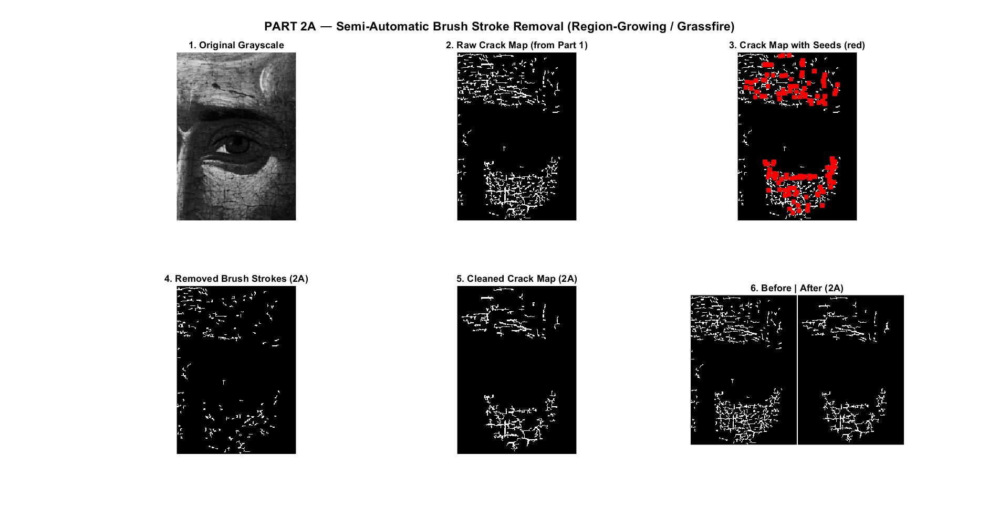 PART 2A — Semi-Automatic Brush Stroke Removal (Region-Growing / Grassfire)
1. Original Grayscale
2. Raw Crack Map (from Part 1)
3. Crack Map with Seeds (red)
4. Removed Brush Strokes (2A)
5. Cleaned Crack Map (2A)
6. Before | After (2A)